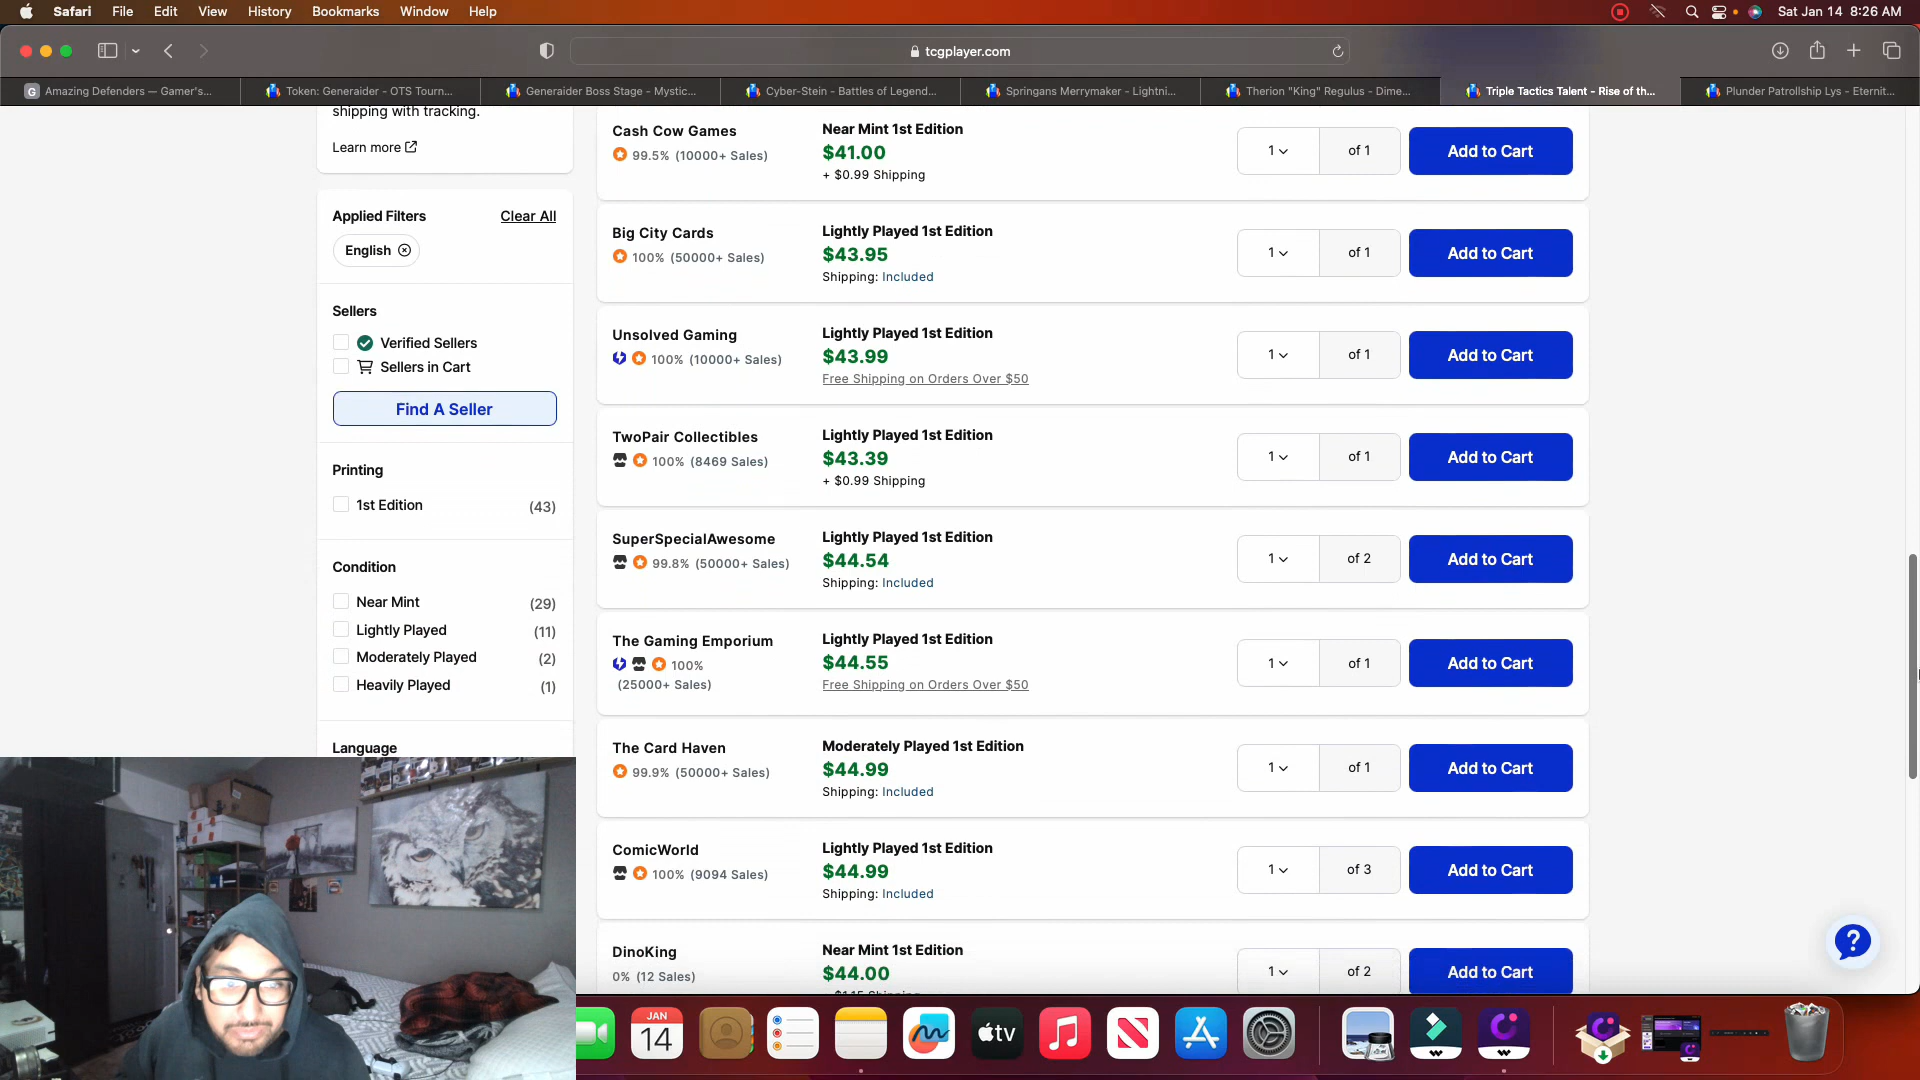 Safari File Edit View History Bookmarks Window Help
Sat Jan 14 8:26 AM
tcgplayer.com
G Amazing Defenders — Gamer's...
Token: Generaider - OTS Tourn...
Generaider Boss Stage - Mystic...
Cyber-Stein - Battles of Legend...
Springans Merrymaker - Lightni...
Therion "King" Regulus - Dime...
Triple Tactics Talent - Rise of th...
Plunder Patrollship Lys - Eternit...
shipping with tracking.
Learn more
Applied Filters Clear All
English
Sellers
Verified Sellers
Sellers in Cart
Find A Seller
Printing
1st Edition (43)
Condition
Near Mint (29)
Lightly Played (11)
Moderately Played (2)
Heavily Played (1)
Language
Cash Cow Games
99.5% (10000+ Sales)
Near Mint 1st Edition
$41.00
+ $0.99 Shipping
1 of 1 Add to Cart
Big City Cards
100% (50000+ Sales)
Lightly Played 1st Edition
$43.95
Shipping: Included
1 of 1 Add to Cart
Unsolved Gaming
100% (10000+ Sales)
Lightly Played 1st Edition
$43.99
Free Shipping on Orders Over $50
1 of 1 Add to Cart
TwoPair Collectibles
100% (8469 Sales)
Lightly Played 1st Edition
$43.39
+ $0.99 Shipping
1 of 1 Add to Cart
SuperSpecialAwesome
99.8% (50000+ Sales)
Lightly Played 1st Edition
$44.54
Shipping: Included
1 of 2 Add to Cart
The Gaming Emporium
100%
(25000+ Sales)
Lightly Played 1st Edition
$44.55
Free Shipping on Orders Over $50
1 of 1 Add to Cart
The Card Haven
99.9% (50000+ Sales)
Moderately Played 1st Edition
$44.99
Shipping: Included
1 of 1 Add to Cart
ComicWorld
100% (9094 Sales)
Lightly Played 1st Edition
$44.99
Shipping: Included
1 of 3 Add to Cart
DinoKing
0% (12 Sales)
Near Mint 1st Edition
$44.00
+ $1.15 Shipping
1 of 2 Add to Cart
?
JAN
14
tv